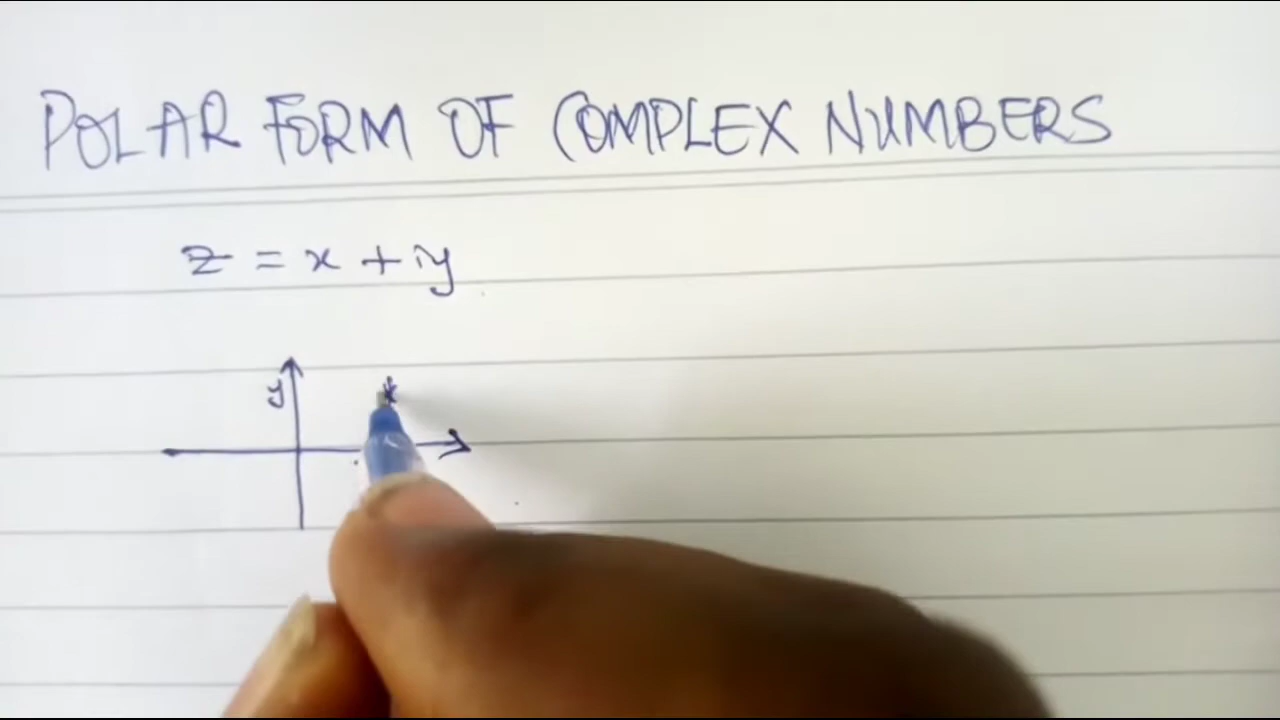 POLAR FORM OF COMPLEX NUMBERS
z = x + iy
y